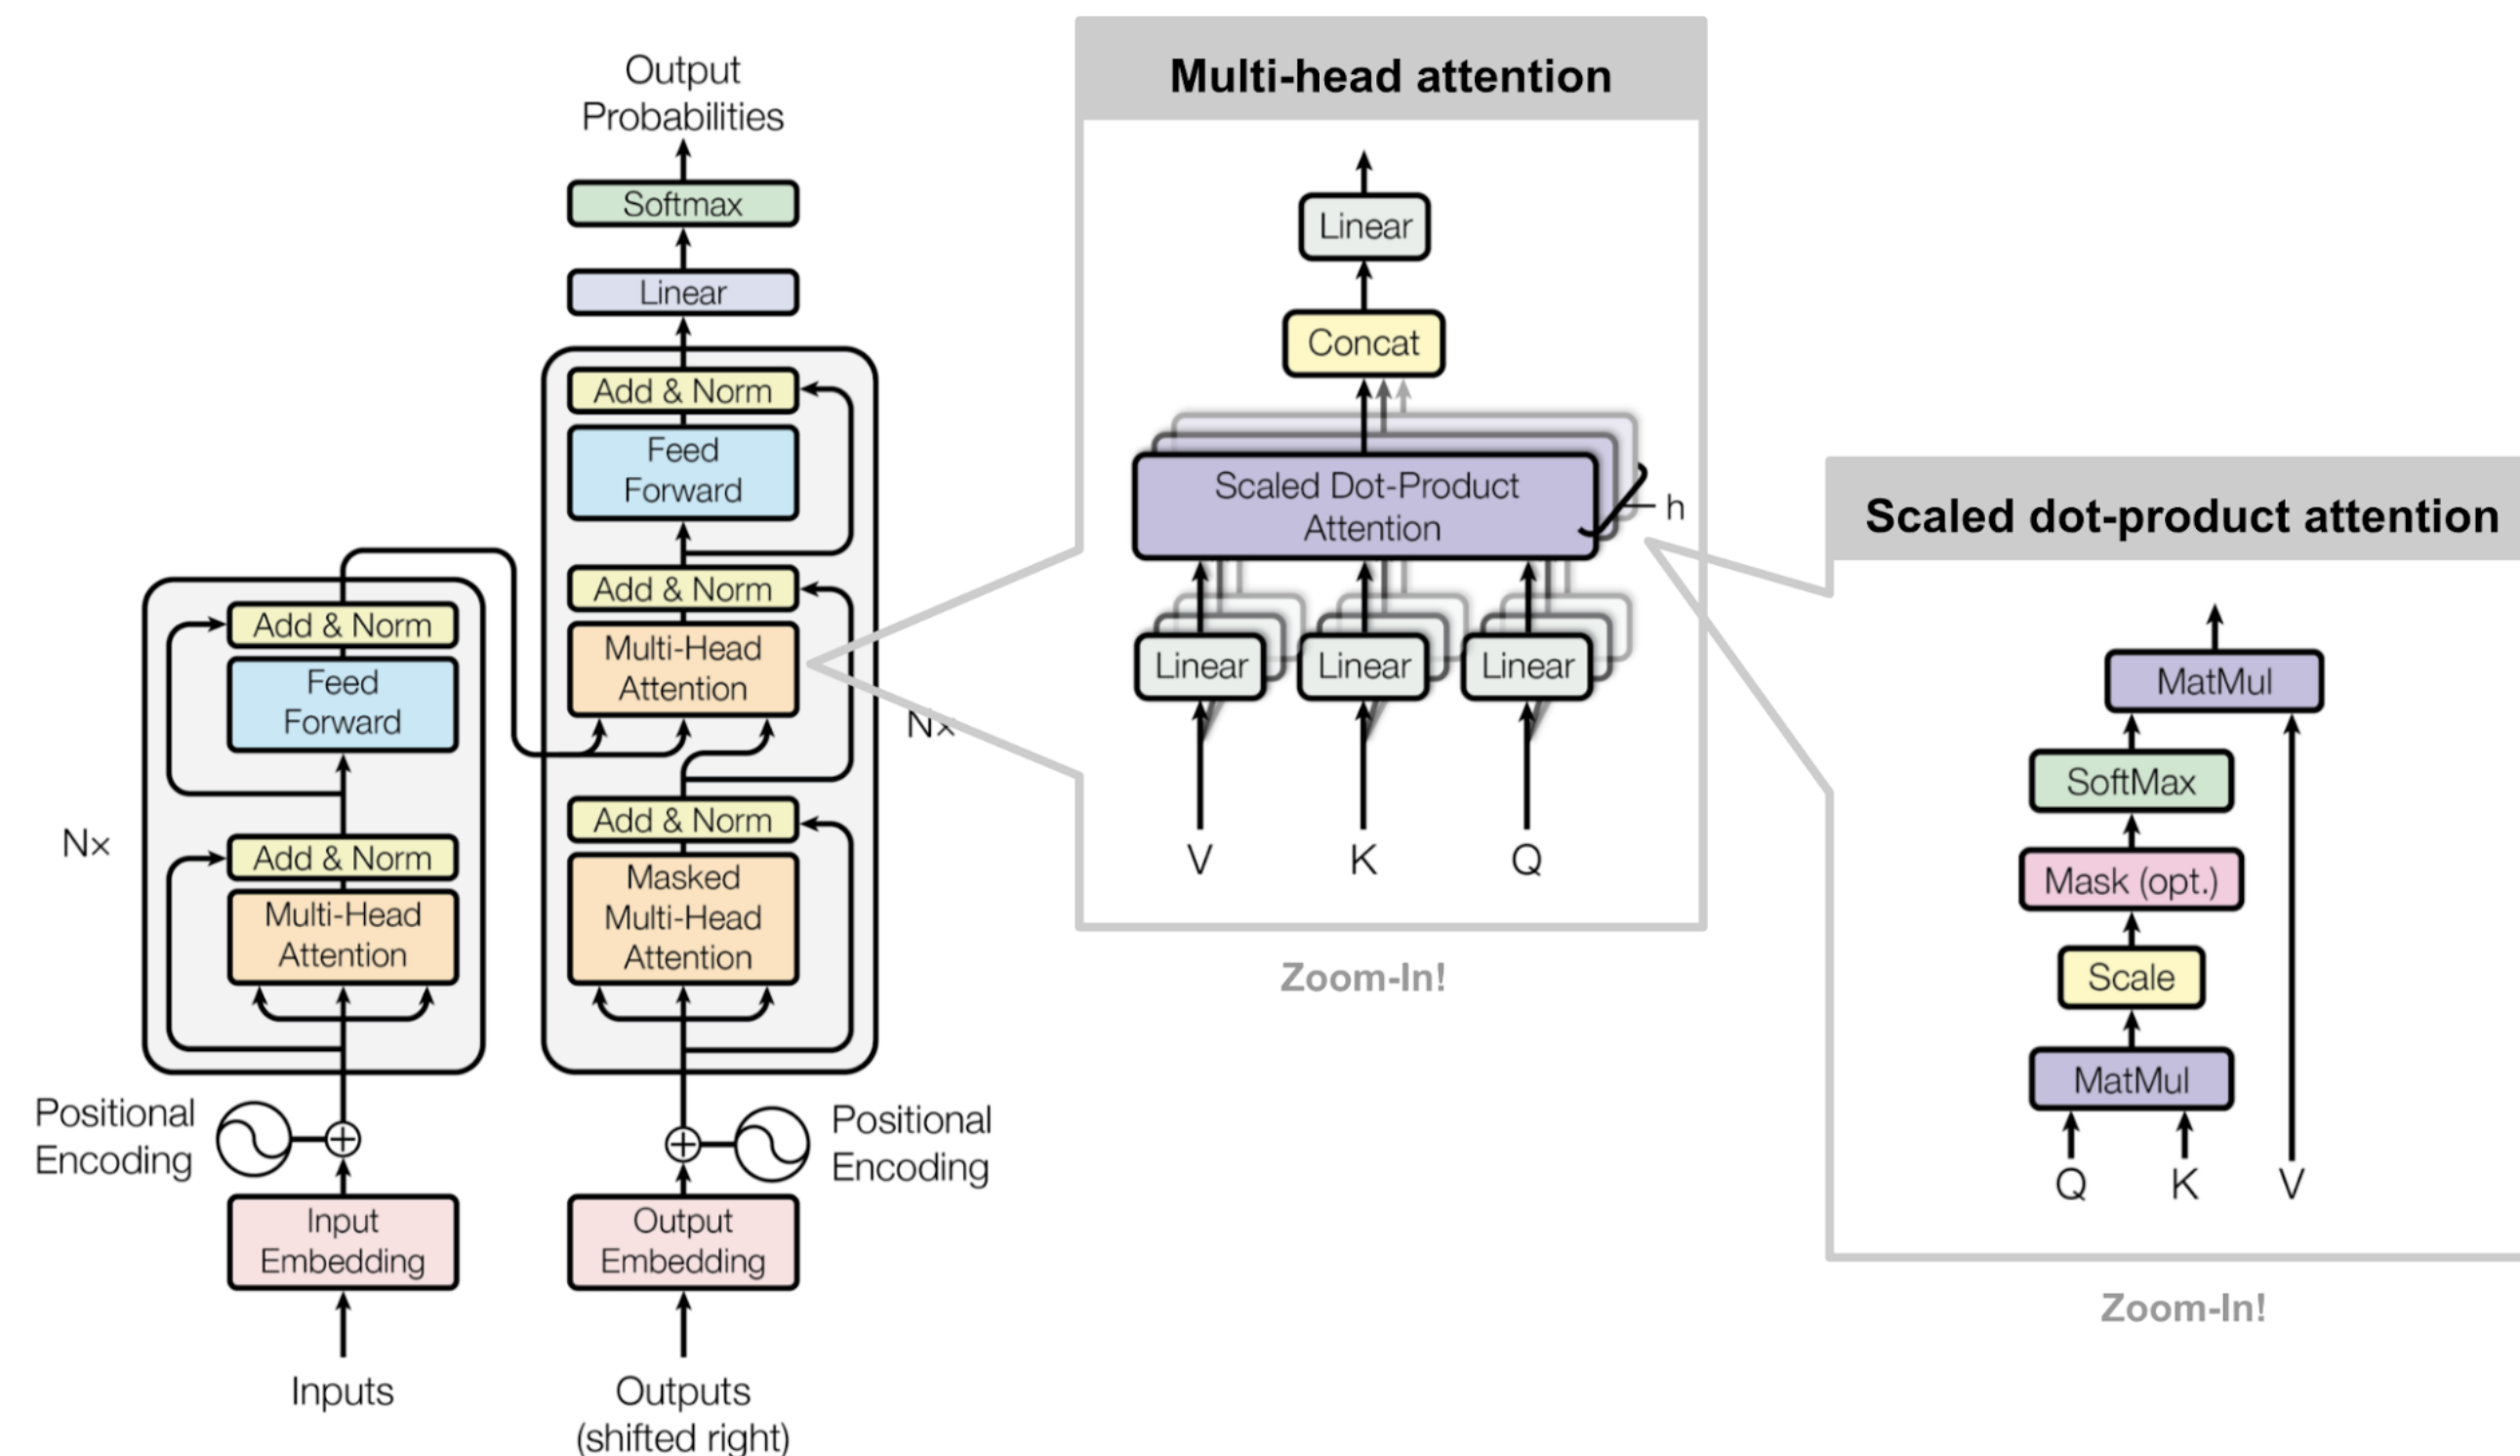 Output
Probabilities
Softmax
Linear
Add & Norm
Feed
Forward
Add & Norm
Multi-Head
Attention
Nx
Add & Norm
Masked
Multi-Head
Attention
Positional
Encoding
Output
Embedding
Outputs
(shifted right)
Add & Norm
Feed
Forward
Nx
Add & Norm
Multi-Head
Attention
Positional
Encoding
Input
Embedding
Inputs
Multi-head attention
Linear
Concat
Scaled Dot-Product
Attention
h
Linear
Linear
Linear
V
K
Q
Zoom-In!
Scaled dot-product attention
MatMul
SoftMax
Mask (opt.)
Scale
MatMul
Q
K
V
Zoom-In!